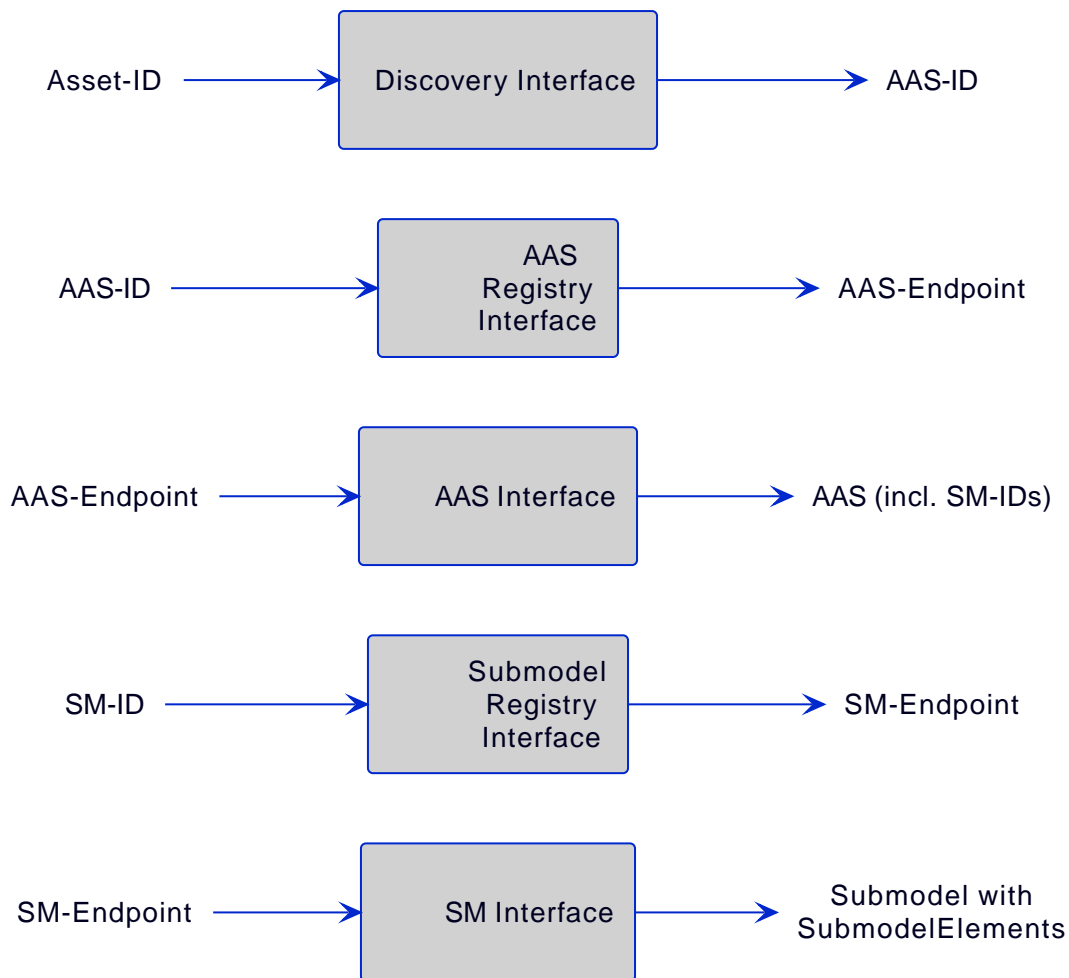 Asset-ID
Discovery Interface
AAS-ID
AAS-ID
AAS
Registry
Interface
AAS-Endpoint
AAS-Endpoint
AAS Interface
AAS (incl. SM-IDs)
SM-ID
Submodel
Registry
Interface
SM-Endpoint
SM-Endpoint
SM Interface
Submodel with
SubmodelElements